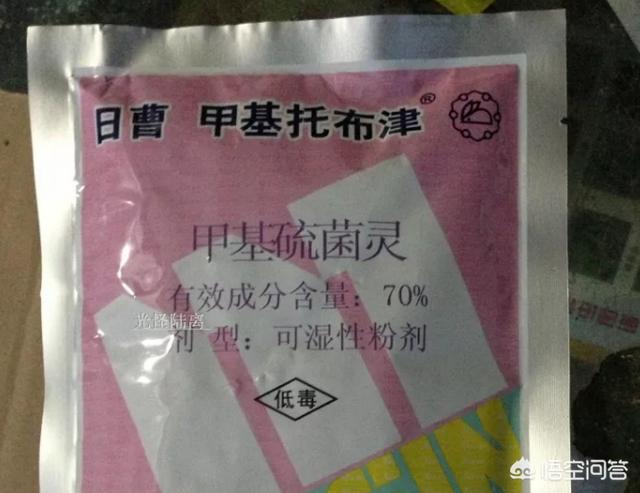 日曹 甲基托布津®
甲基硫菌灵
有效成分含量：70%
光怪陆离
剂 型：可湿性粉剂
低毒
悟空问答